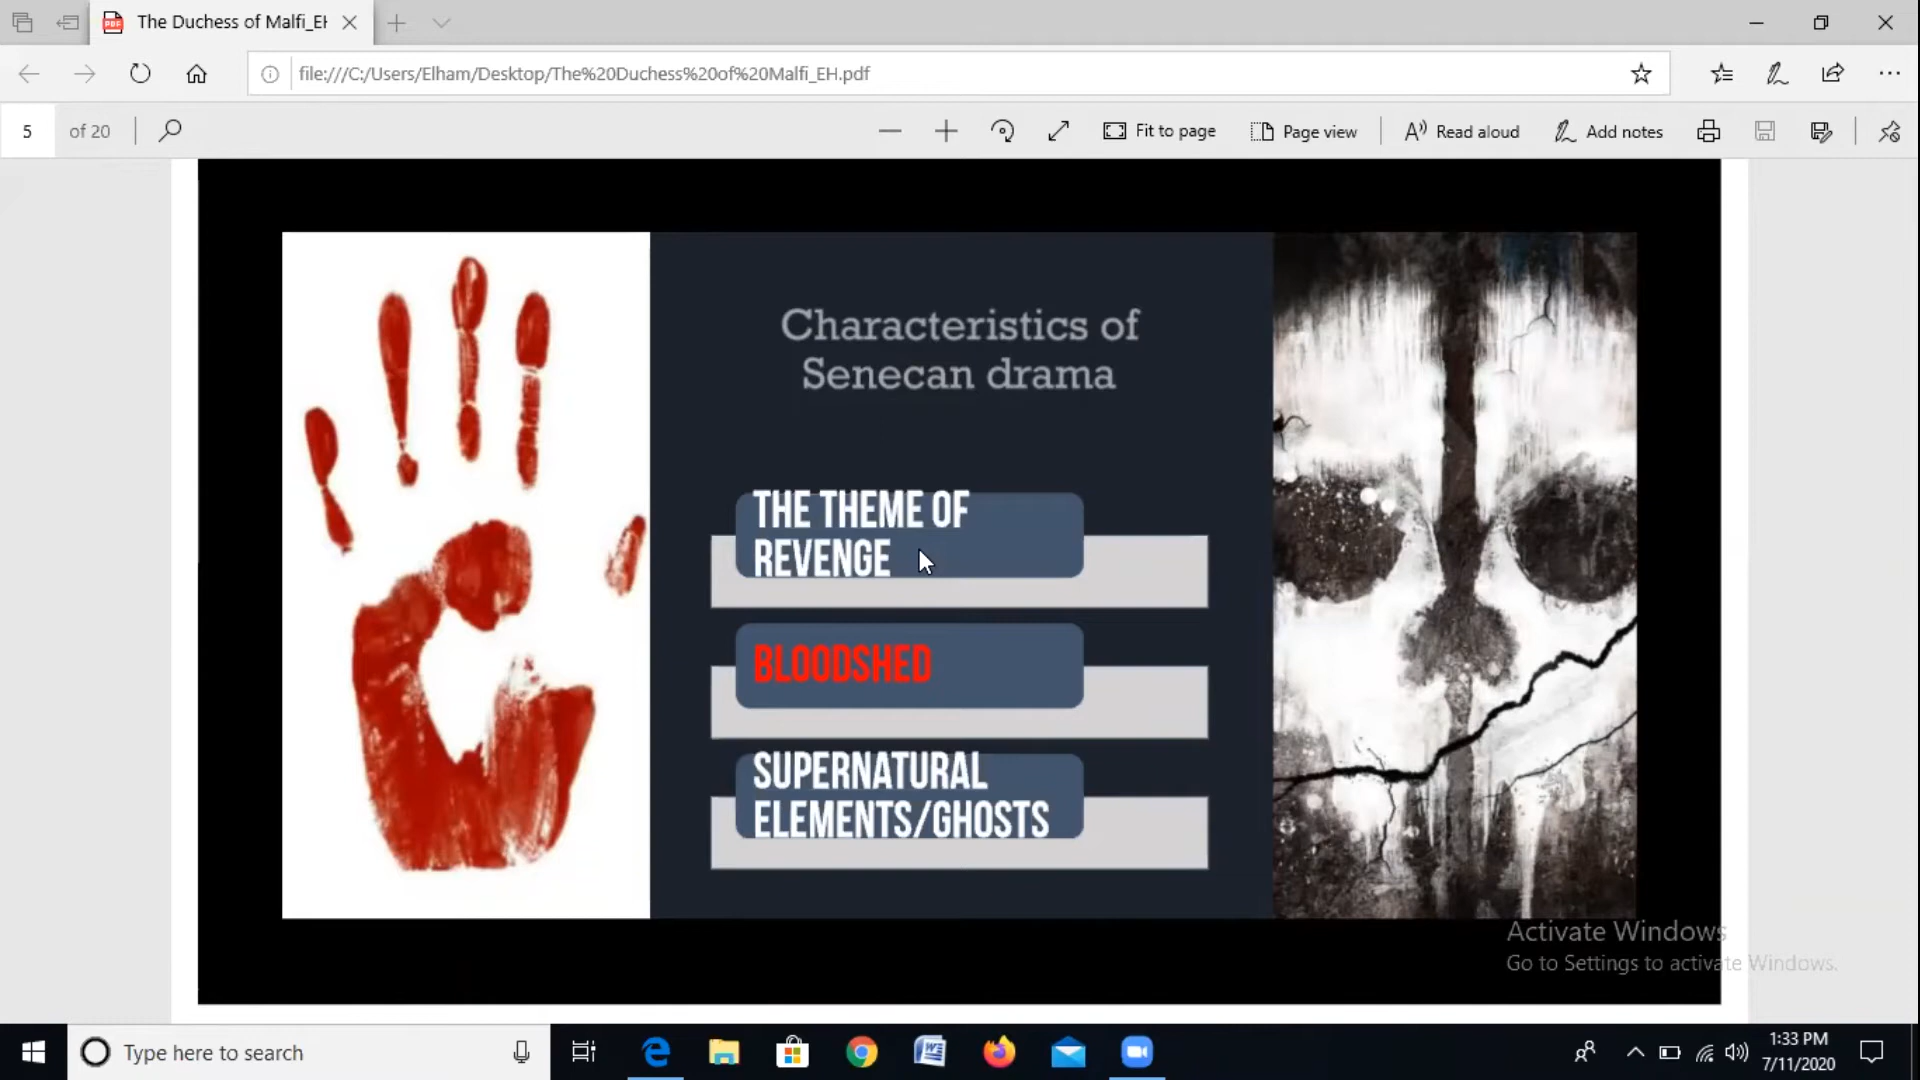 The Duchess of Malfi_EH
file:///C:/Users/Elham/Desktop/The%20Duchess%20of%20Malfi_EH.pdf
5 of 20
Fit to page
Page view
Read aloud
Add notes
Characteristics of
Senecan drama
THE THEME OF
REVENGE
BLOODSHED
SUPERNATURAL
ELEMENTS/GHOSTS
Activate Windows
Go to Settings to activate Windows.
Type here to search
1:33 PM
7/11/2020